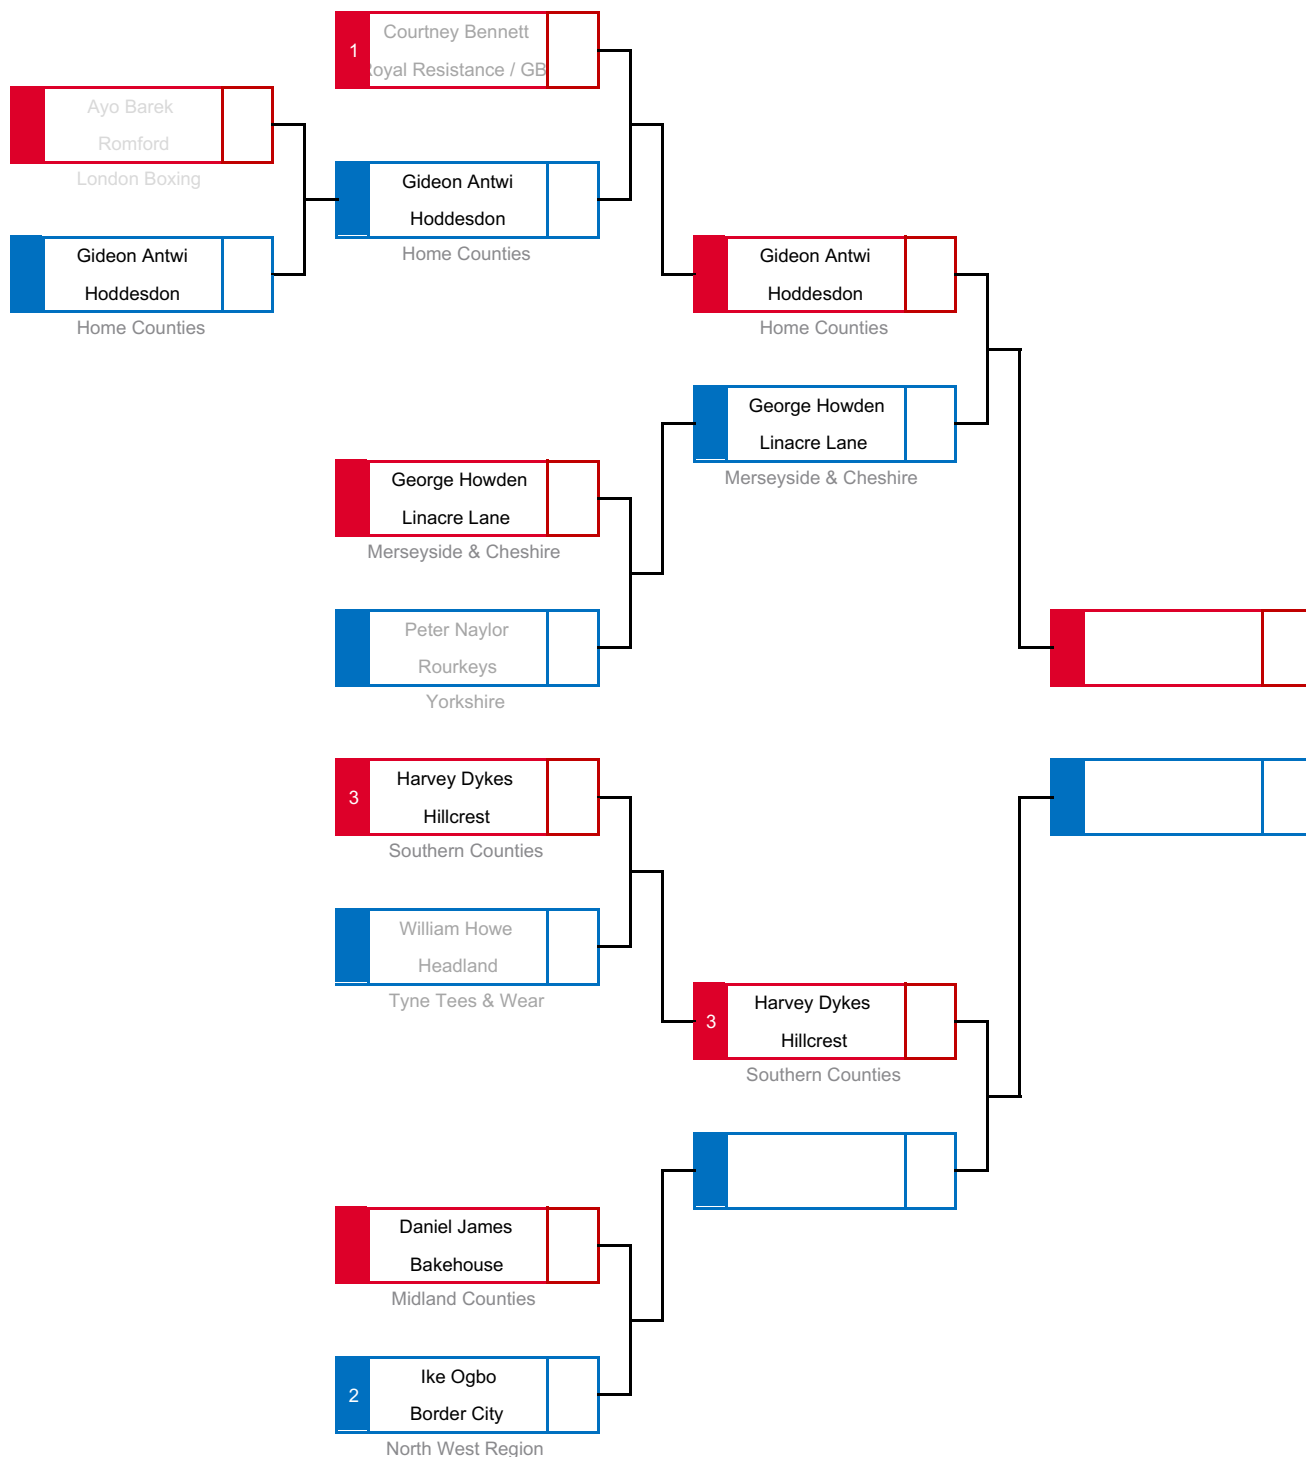 Courtney Bennett
1
Royal Resistance / GB
Ayo Barek
Romford
London Boxing
Gideon Antwi
Hoddesdon
Home Counties
Gideon Antwi
Hoddesdon
Home Counties
Gideon Antwi
Hoddesdon
Home Counties
George Howden
Linacre Lane
Merseyside & Cheshire
George Howden
Linacre Lane
Merseyside & Cheshire
Peter Naylor
Rourkeys
Yorkshire
3
Harvey Dykes
Hillcrest
Southern Counties
William Howe
Headland
Tyne Tees & Wear
3
Harvey Dykes
Hillcrest
Southern Counties
Daniel James
Bakehouse
Midland Counties
2
Ike Ogbo
Border City
North West Region